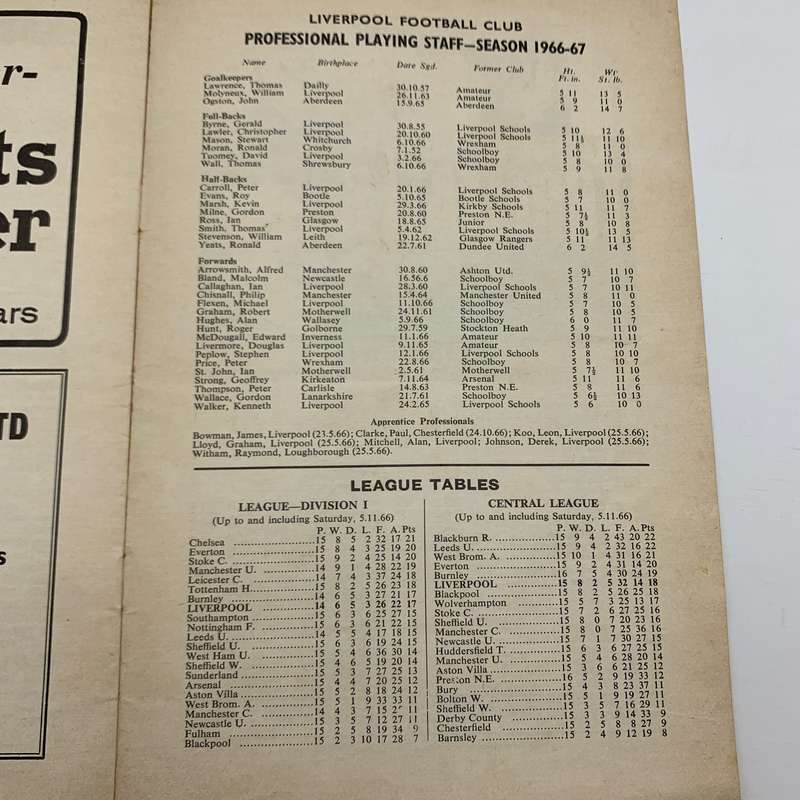 r-
ts
er
ars
TD
s
LIVERPOOL FOOTBALL CLUB
PROFESSIONAL PLAYING STAFF—SEASON 1966-67
Name Birthplace Date Sgd. Former Club Ht. Ft. in. Wt St. lb.
Goalkeepers
Lawrence, Thomas Dailly 30.10.57 Amateur 5 11 13 5
Molyneux, William Liverpool 26.11.63 Amateur 5 9 11 0
Ogston, John Aberdeen 15.9.65 Aberdeen 6 2 14 7
Full-Backs
Byrne, Gerald Liverpool 30.8.55 Liverpool Schools 5 10 12 6
Lawler, Christopher Liverpool 20.10.60 Liverpool Schools 5 11½ 11 10
Mason, Stewart Whitchurch 6.10.66 Wrexham 5 8 11 0
Moran, Ronald Crosby 7.1.52 Schoolboy 5 10 13 4
Toomey, David Liverpool 3.2.66 Schoolboy 5 8 10 0
Wall, Thomas Shrewsbury 6.10.66 Wrexham 5 9 11 8
Half-Backs
Carroll, Peter Liverpool 20.1.66 Liverpool Schools 5 8 11 0
Evans, Roy Bootle 5.10.65 Bootle Schools 5 7 10 0
Marsh, Kevin Liverpool 29.3.66 Kirkby Schools 5 11 11 7
Milne, Gordon Preston 20.8.60 Preston N.E. 5 7½ 11 3
Ross, Ian Glasgow 18.8.65 Junior 5 8 10 8
Smith, Thomas Liverpool 5.4.62 Liverpool Schools 5 10½ 13 5
Stevenson, William Leith 19.12.62 Glasgow Rangers 5 11 11 13
Yeats, Ronald Aberdeen 22.7.61 Dundee United 6 2 14 5
Forwards
Arrowsmith, Alfred Manchester 30.8.60 Ashton Utd. 5 9½ 11 10
Bland, Malcolm Newcastle 16.5.66 Schoolboy 5 7 10 7
Callaghan, Ian Liverpool 28.3.60 Liverpool Schools 5 7 10 11
Chisnall, Philip Manchester 15.4.64 Manchester United 5 8 11 0
Flexen, Michael Liverpool 11.10.66 Schoolboy 5 7 10 5
Graham, Robert Motherwell 24.11.61 Schoolboy 5 8 10 5
Hughes, Alan Wallasey 5.9.66 Schoolboy 6 0 11 7
Hunt, Roger Golborne 29.7.59 Stockton Heath 5 9 11 10
McDougall, Edward Inverness 11.1.66 Amateur 5 10 11 11
Livermore, Douglas Liverpool 9.11.65 Amateur 5 8 10 7
Peplow, Stephen Liverpool 12.1.66 Liverpool Schools 5 8 10 10
Price, Peter Wrexham 22.8.66 Schoolboy 5 8 10 7
St. John, Ian Motherwell 2.5.61 Motherwell 5 7½ 11 10
Strong, Geoffrey Kirkeaton 7.11.64 Arsenal 5 11 11 6
Thompson, Peter Carlisle 14.8.63 Preston N.E. 5 8 11 6
Wallace, Gordon Lanarkshire 21.7.61 Schoolboy 5 6½ 10 13
Walker, Kenneth Liverpool 24.2.65 Liverpool Schools 5 6 10 0
Apprentice Professionals
Bowman, James, Liverpool (23.5.66); Clarke, Paul, Chesterfield (24.10.66); Koo, Leon, Liverpool (25.5.66);
Lloyd, Graham, Liverpool (25.5.66); Mitchell, Alan, Liverpool; Johnson, Derek, Liverpool (25.5.66);
Witham, Raymond, Loughborough (25.5.66).
LEAGUE TABLES
LEAGUE—DIVISION I
(Up to and including Saturday, 5.11.66)
P. W. D. L. F. A. Pts
Chelsea 15 8 5 2 32 17 21
Everton 15 8 4 3 25 19 20
Stoke C. 15 9 2 4 25 14 20
Manchester U. 14 9 1 4 28 22 19
Leicester C. 14 7 4 3 37 24 18
Tottenham H. 15 8 2 5 26 23 18
Burnley 14 6 5 3 27 21 17
LIVERPOOL 14 6 5 3 26 22 17
Southampton 15 6 3 6 25 27 15
Nottingham F. 15 6 3 6 21 22 15
Leeds U. 14 5 5 4 17 18 15
Sheffield U. 15 6 3 6 19 24 15
West Ham U. 15 5 4 6 36 30 14
Sheffield W. 15 4 6 5 19 20 14
Sunderland 15 5 3 7 27 25 13
Arsenal 15 4 4 7 20 25 12
Aston Villa 15 5 2 8 18 24 12
West Brom. A. 15 5 1 9 33 33 11
Manchester C. 14 4 3 7 15 11
Newcastle U. 15 3 5 7 12 27 11
Fulham 15 2 5 8 19 34 9
Blackpool 15 2 3 10 17 28 7
CENTRAL LEAGUE
(Up to and including Saturday, 5.11.66)
P. W. D. L. F. A. Pts
Blackburn R. 15 9 4 2 43 20 22
Leeds U. 15 9 4 2 32 16 22
West Brom. A. 15 10 1 4 31 16 21
Everton 15 9 2 4 31 14 20
Burnley 16 7 5 4 30 24 19
LIVERPOOL 15 8 2 5 32 14 18
Blackpool 15 8 2 5 26 25 18
Wolverhampton 15 5 7 3 25 13 17
Stoke C. 15 7 2 6 27 25 16
Sheffield U. 15 8 0 7 20 23 16
Manchester C. 15 8 0 7 25 36 16
Newcastle U. 15 7 1 7 30 27 15
Huddersfield T. 15 6 3 6 27 25 15
Manchester U. 15 5 4 6 28 20 14
Aston Villa 15 3 6 6 21 25 12
Preston N.E. 16 5 2 9 19 33 12
Bury 15 4 3 8 23 37 11
Bolton W. 15 5 1 9 19 27 11
Sheffield W. 15 3 5 7 16 29 11
Derby County 15 3 3 9 14 33 9
Chesterfield 15 2 5 8 8 27 9
Barnsley 15 2 4 9 12 19 8